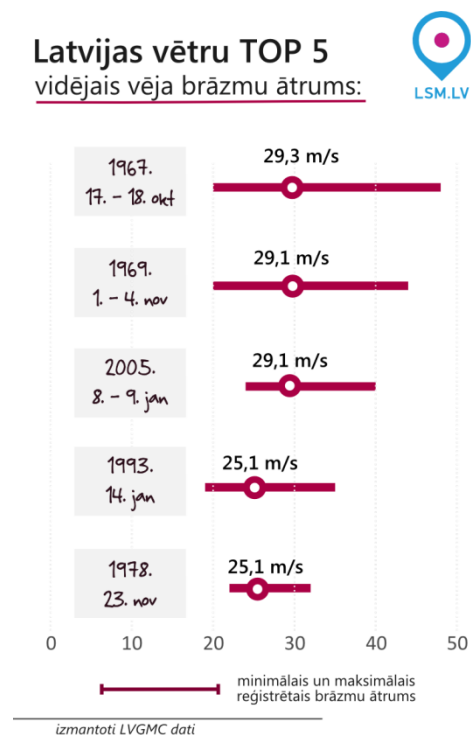 Latvijas vētru TOP 5
vidējais vēja brāzmu ātrums:
LSM.LV
1967.
17. – 18. okt
29,3 m/s
1969.
1. – 4. nov
29,1 m/s
2005.
8. – 9. jan
29,1 m/s
1993.
14. jan
25,1 m/s
1978.
23. nov
25,1 m/s
0 10 20 30 40 50
minimālais un maksimālais
reģistrētais brāzmu ātrums
izmantoti LVGMC dati